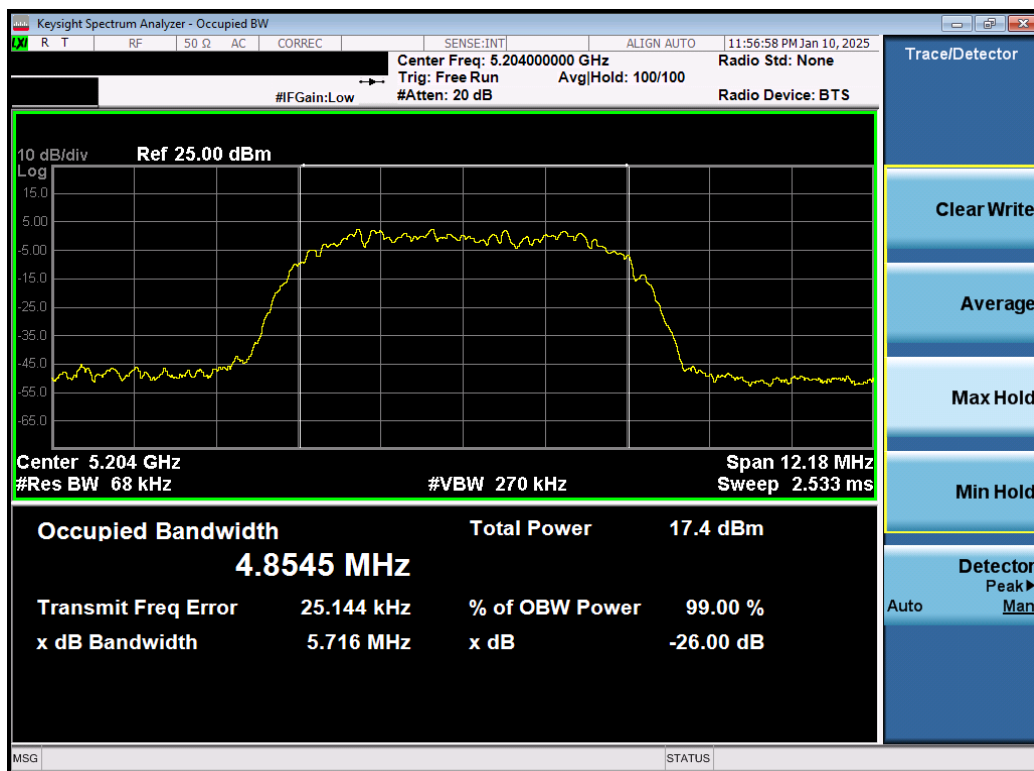 Keysight Spectrum Analyzer - Occupied BW
LXI R T RF 50 Ω AC CORREC SENSE:INT ALIGN AUTO 11:56:58 PM Jan 10, 2025
Center Freq: 5.204000000 GHz Radio Std: None
Trig: Free Run Avg|Hold: 100/100
#IFGain:Low #Atten: 20 dB Radio Device: BTS
10 dB/div Ref 25.00 dBm
Log
15.0
5.00
-5.00
-15.0
-25.0
-35.0
-45.0
-55.0
-65.0
Center 5.204 GHz Span 12.18 MHz
#Res BW 68 kHz #VBW 270 kHz Sweep 2.533 ms
Occupied Bandwidth Total Power 17.4 dBm
4.8545 MHz
Transmit Freq Error 25.144 kHz % of OBW Power 99.00 %
x dB Bandwidth 5.716 MHz x dB -26.00 dB
MSG STATUS
Trace/Detector
Clear Write
Average
Max Hold
Min Hold
Detector
Peak▶
Auto Man